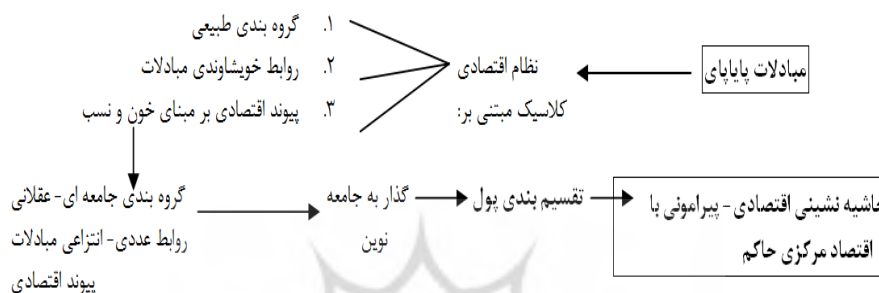 مبادلات پایاپای
نظام اقتصادی
کلاسیک مبتنی بر:
۱. گروه بندی طبیعی
۲. روابط خویشاوندی مبادلات
۳. پیوند اقتصادی بر مبنای خون و نسب
گروه بندی جامعه ای- عقلانی
روابط عددی- انتزاعی مبادلات
پیوند اقتصادی
گذار به جامعه
نوین
تقسیم بندی پول
نشینی اقتصادی- پیرامونی با
اقتصاد مرکزی حاکم